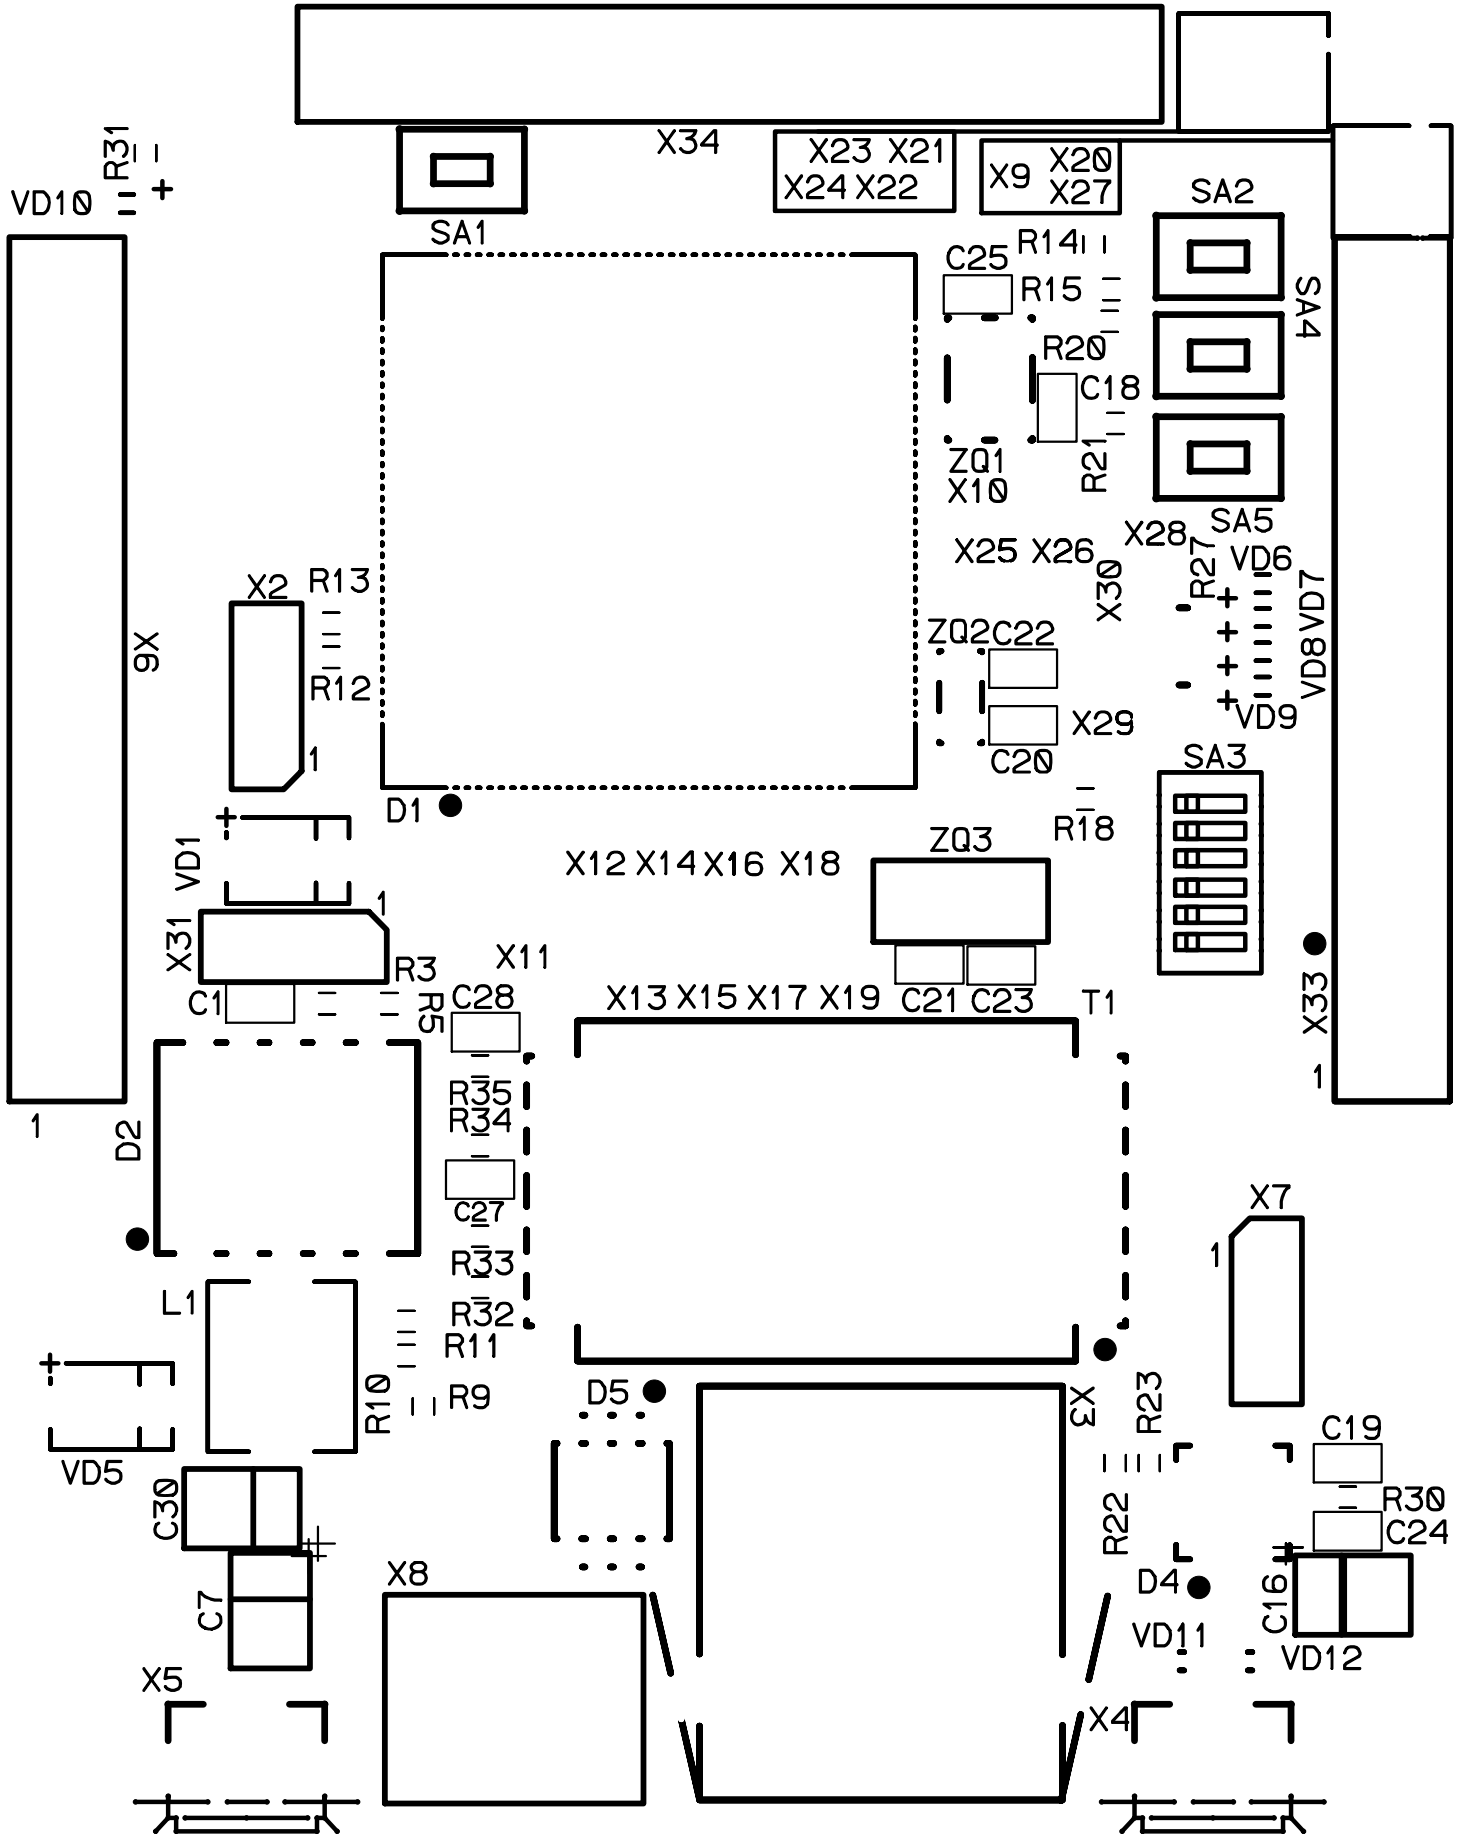 R31
X34
X23 X21
X24 X22
X9
X20
X27
VD10
+
SA1
SA2
R14
C25
R15
SA4
R20
C18
ZQ1
X10
R21
SA5
X28
X25 X26
R27
VD6
X30
VD7
+
+
+
+
X2
R13
X6
ZQ2
C22
VD8
R12
VD9
X29
1
C20
SA3
D1
+
R18
ZQ3
VD1
X12 X14 X16 X18
1
X31
X11
R3
C1
R5
C28
X13 X15 X17 X19
C21
C23
T1
X33
1
R35
R34
1
D2
C27
X7
1
R33
L1
R32
R11
+
R10
R9
D5
X3
R23
VD5
C19
C30
R22
R30
C24
X8
D4
C7
C16
VD11
VD12
X5
X4